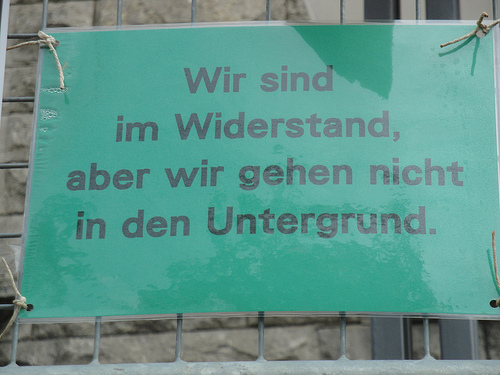 Wir sind
im Widerstand,
aber wir gehen nicht
in den Untergrund.